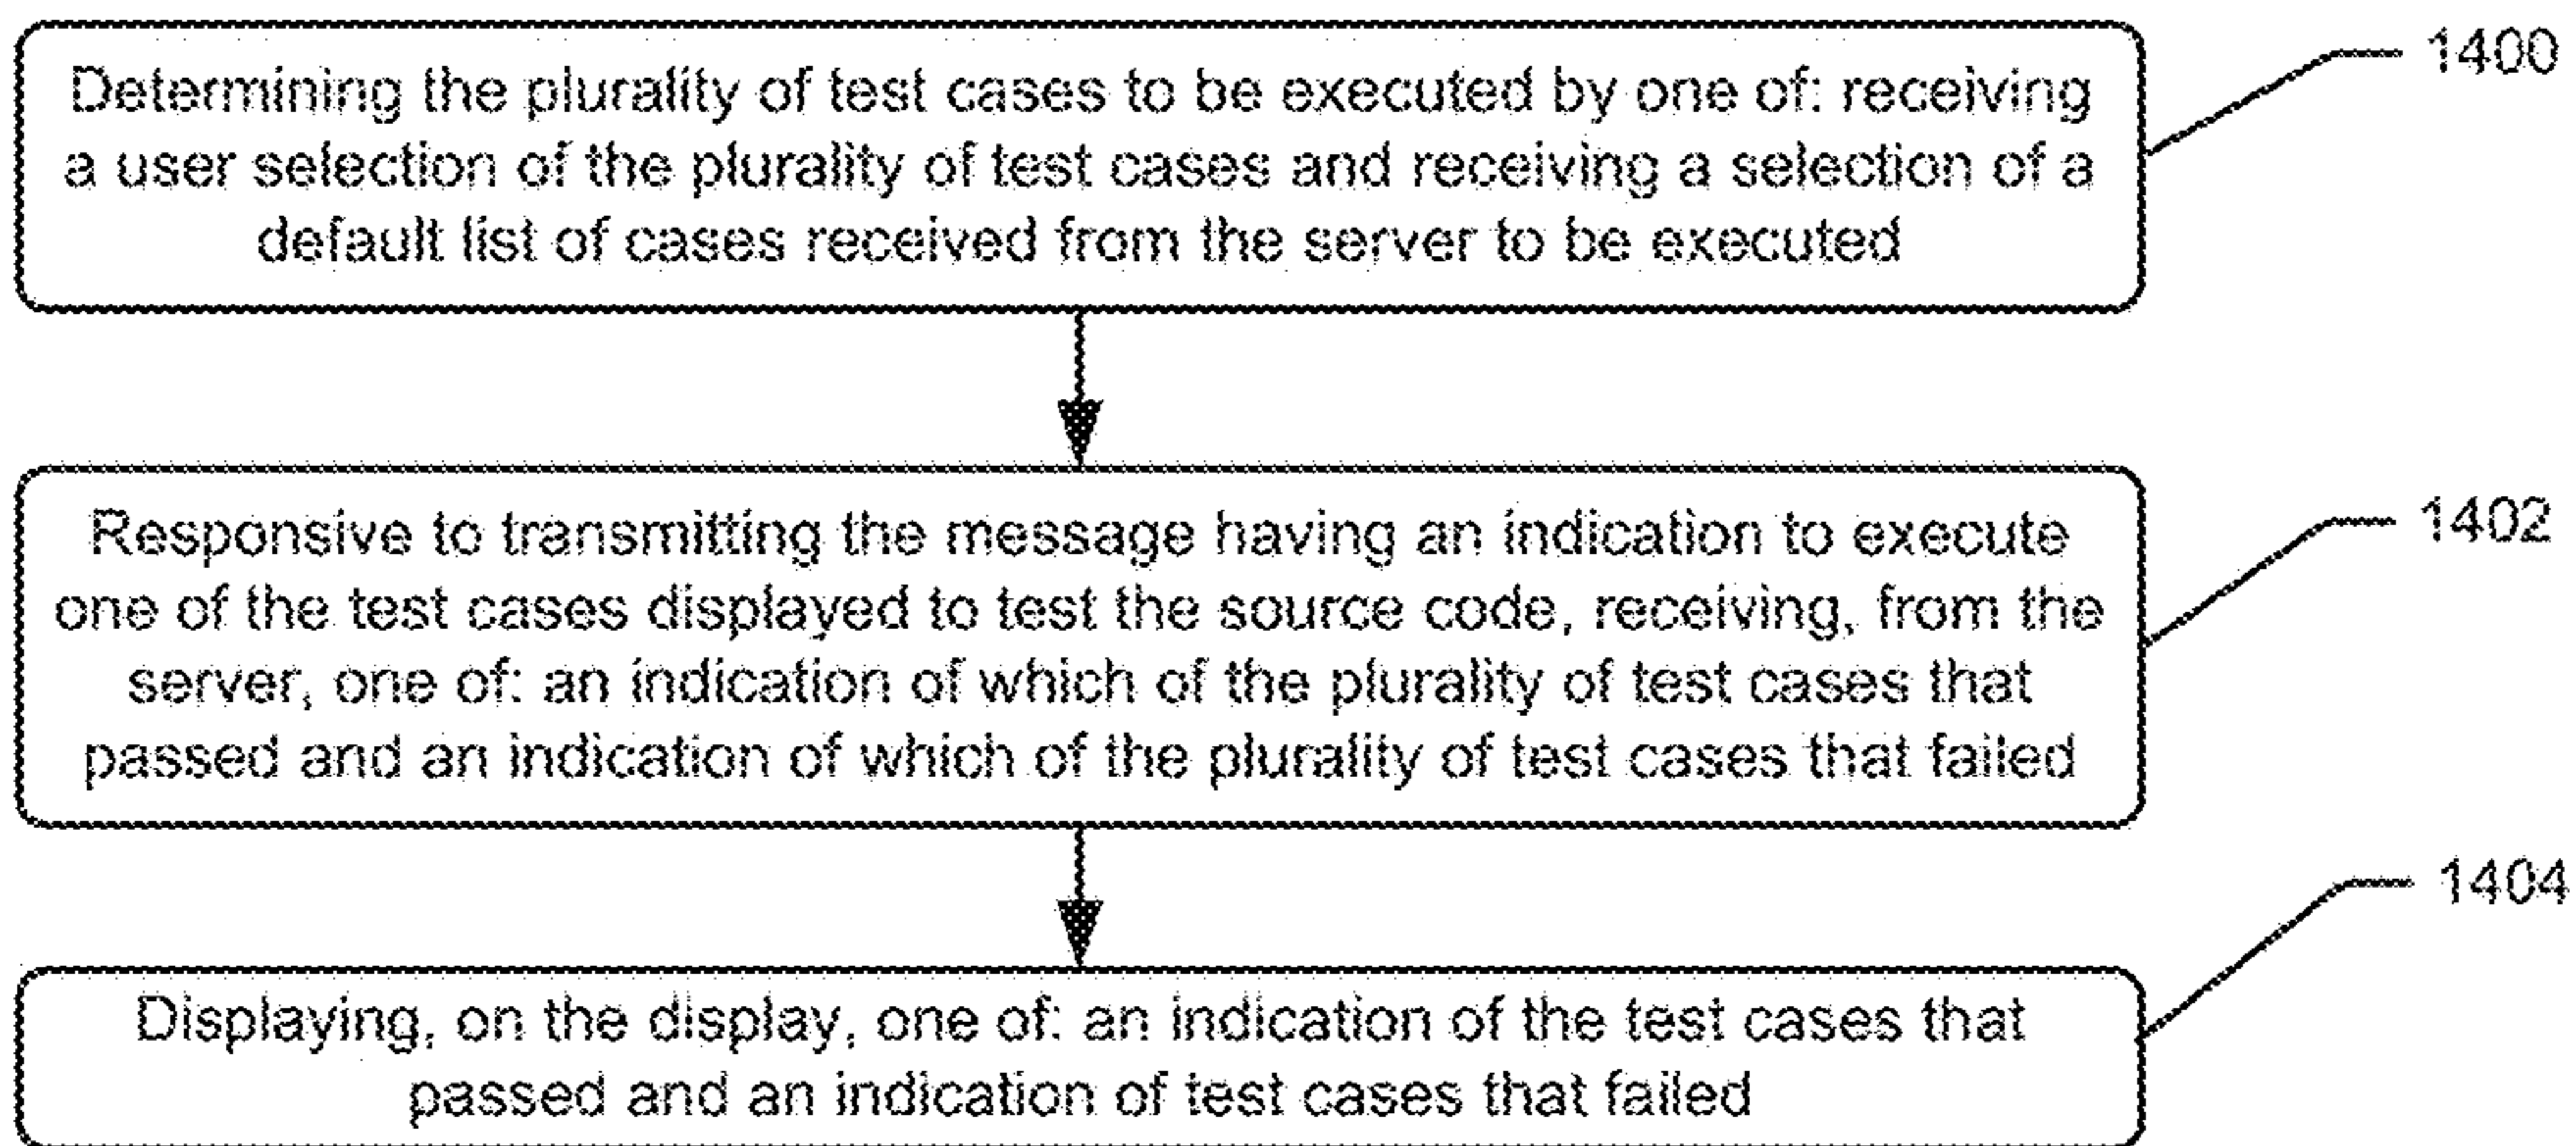 Determining the plurality of test cases to be executed by one of: receiving
a user selection of the plurality of test cases and receiving a selection of a
default list of cases received from the server to be executed
1400
Responsive to transmitting the message having an indication to execute
one of the test cases displayed to test the source code, receiving, from the
server, one of: an indication of which of the plurality of test cases that
passed and an indication of which of the plurality of test cases that failed
1402
Displaying, on the display, one of: an indication of the test cases that
passed and an indication of test cases that failed
1404